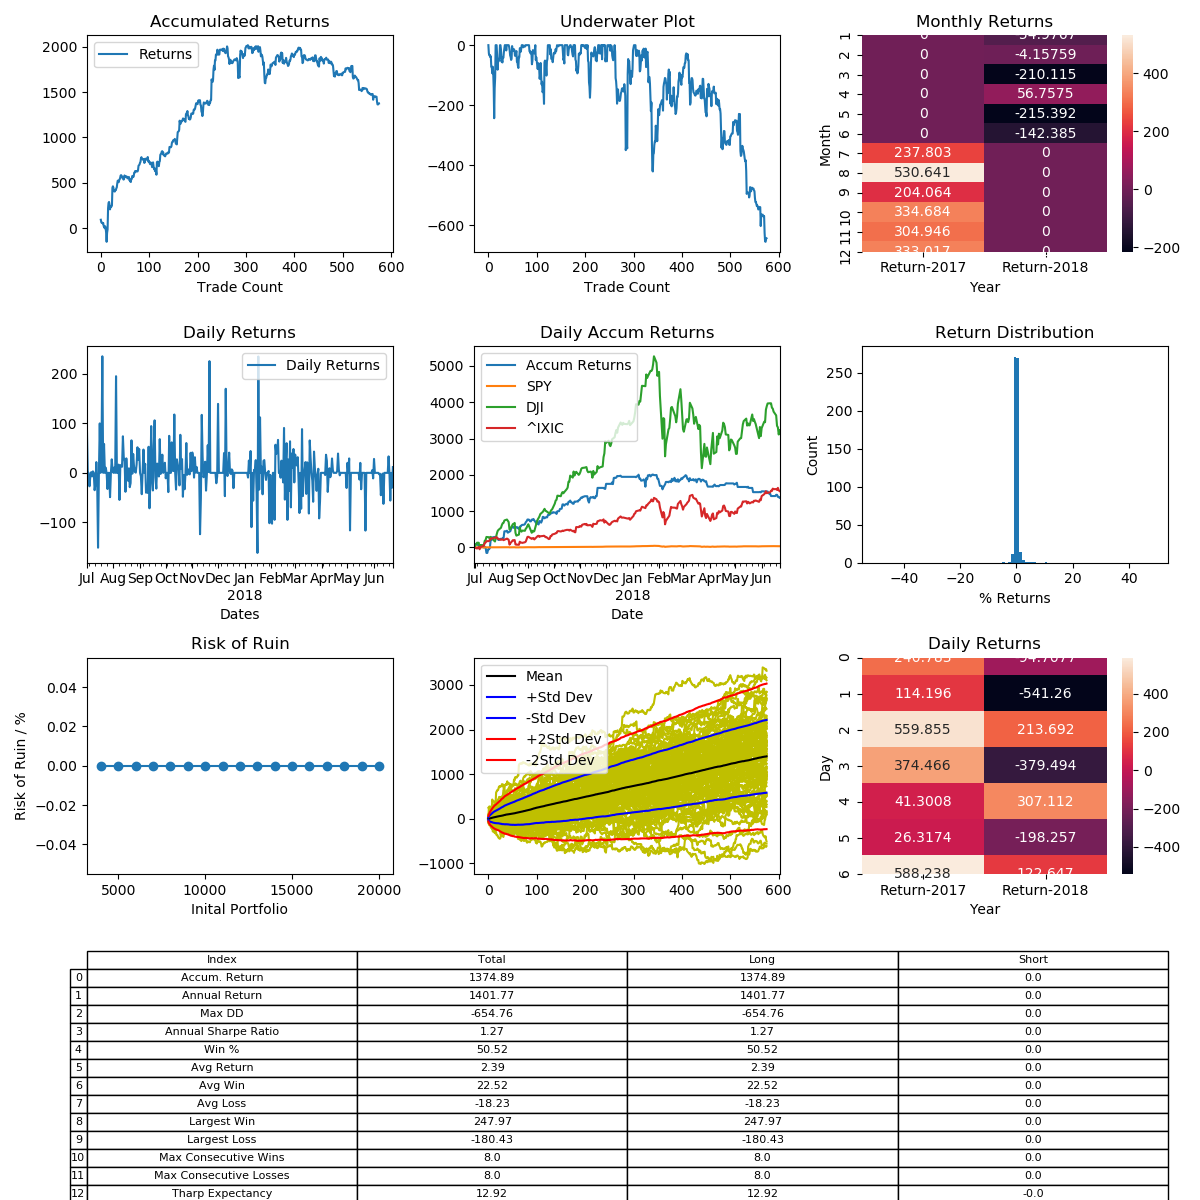 Accumulated Returns
Returns
2000
1500
1000
500
0
0 100 200 300 400 500 600
Trade Count
Underwater Plot
0
−200
−400
−600
0 100 200 300 400 500 600
Trade Count
Monthly Returns
Month
1 0
2 0 -4.15759
3 0 -210.115
4 0 56.7575
5 0 -215.392
6 0 -142.385
7 237.803 0
8 530.641 0
9 204.064 0
10 334.684 0
11 304.946 0
12 333.017 0
Return-2017 Return-2018
Year
400
200
0
−200
Daily Returns
Daily Returns
200
100
0
−100
Jul Aug Sep Oct Nov Dec Jan Feb Mar Apr May Jun
2018
Dates
Daily Accum Returns
Accum Returns
SPY
DJI
^IXIC
5000
4000
3000
2000
1000
0
Jul Aug Sep Oct Nov Dec Jan Feb Mar Apr May Jun
2018
Date
Return Distribution
Count
250
200
150
100
50
0
−40 −20 0 20 40
% Returns
Risk of Ruin
Risk of Ruin / %
0.04
0.02
0.00
−0.02
−0.04
5000 10000 15000 20000
Inital Portfolio
Mean
+Std Dev
-Std Dev
+2Std Dev
-2Std Dev
3000
2000
1000
0
−1000
0 100 200 300 400 500 600
Daily Returns
Day
0
1 114.196 -541.26
2 559.855 213.692
3 374.466 -379.494
4 41.3008 307.112
5 26.3174 -198.257
6 588.238 122.647
Return-2017 Return-2018
Year
400
200
0
−200
−400
Index Total Long Short
0 Accum. Return 1374.89 1374.89 0.0
1 Annual Return 1401.77 1401.77 0.0
2 Max DD -654.76 -654.76 0.0
3 Annual Sharpe Ratio 1.27 1.27 0.0
4 Win % 50.52 50.52 0.0
5 Avg Return 2.39 2.39 0.0
6 Avg Win 22.52 22.52 0.0
7 Avg Loss -18.23 -18.23 0.0
8 Largest Win 247.97 247.97 0.0
9 Largest Loss -180.43 -180.43 0.0
10 Max Consecutive Wins 8.0 8.0 0.0
11 Max Consecutive Losses 8.0 8.0 0.0
12 Tharp Expectancy 12.92 12.92 -0.0